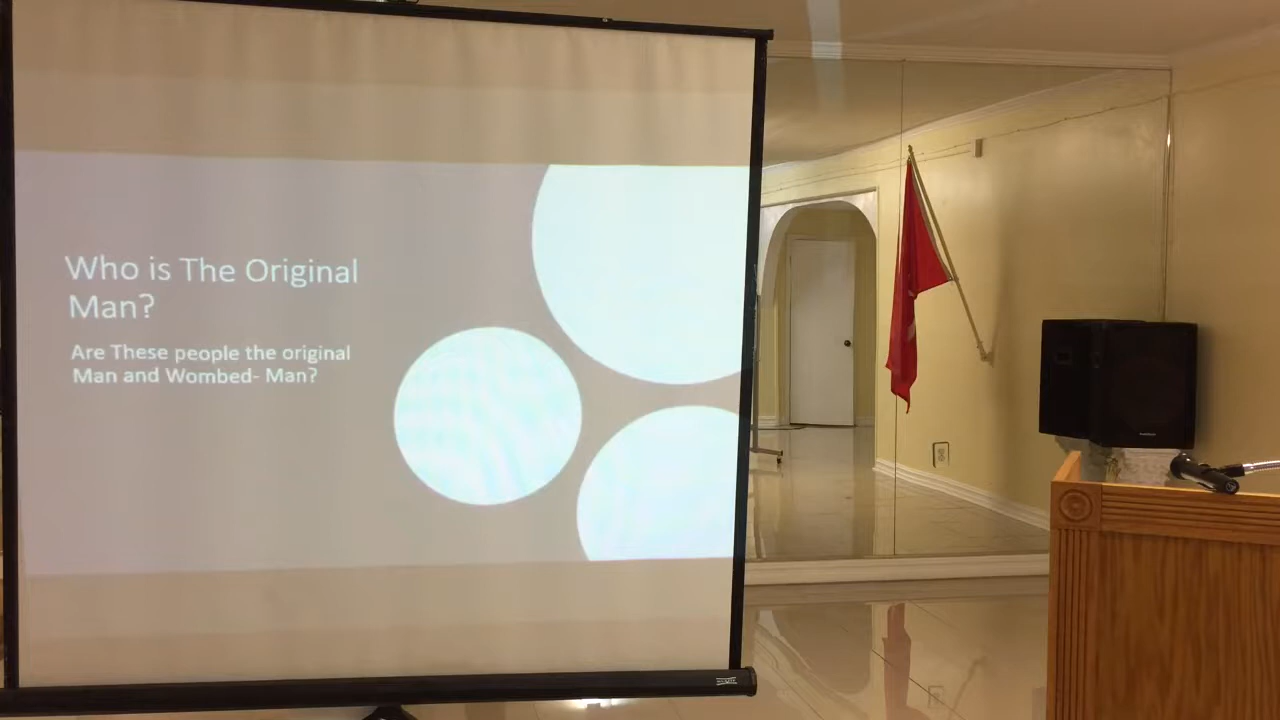 Who is The Original
Man?
Are These people the original
Man and Wombed- Man?